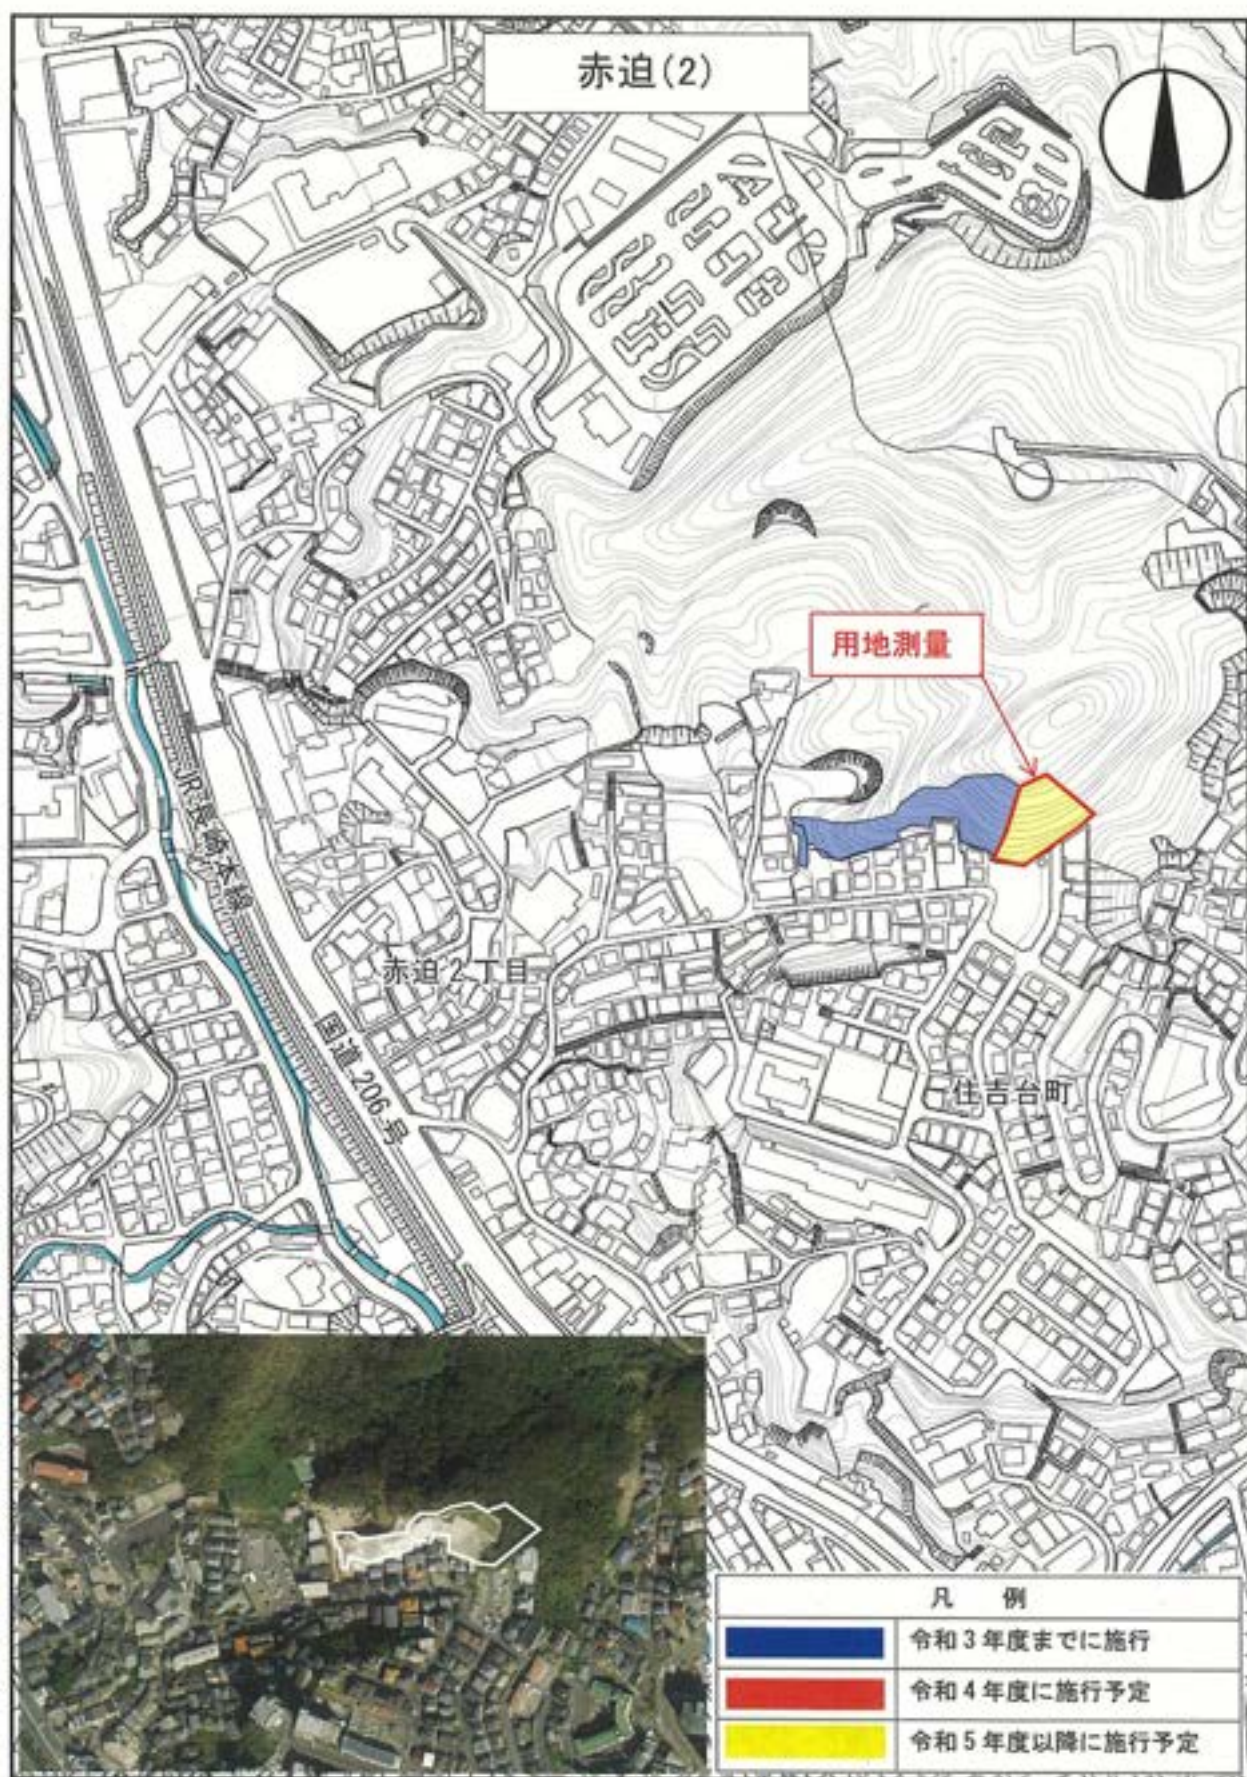 赤迫(2)
用地測量
JR長崎本線
赤迫2丁目
国道206号
住吉台町
凡 例
令和3年度までに施行
令和4年度に施行予定
令和5年度以降に施行予定